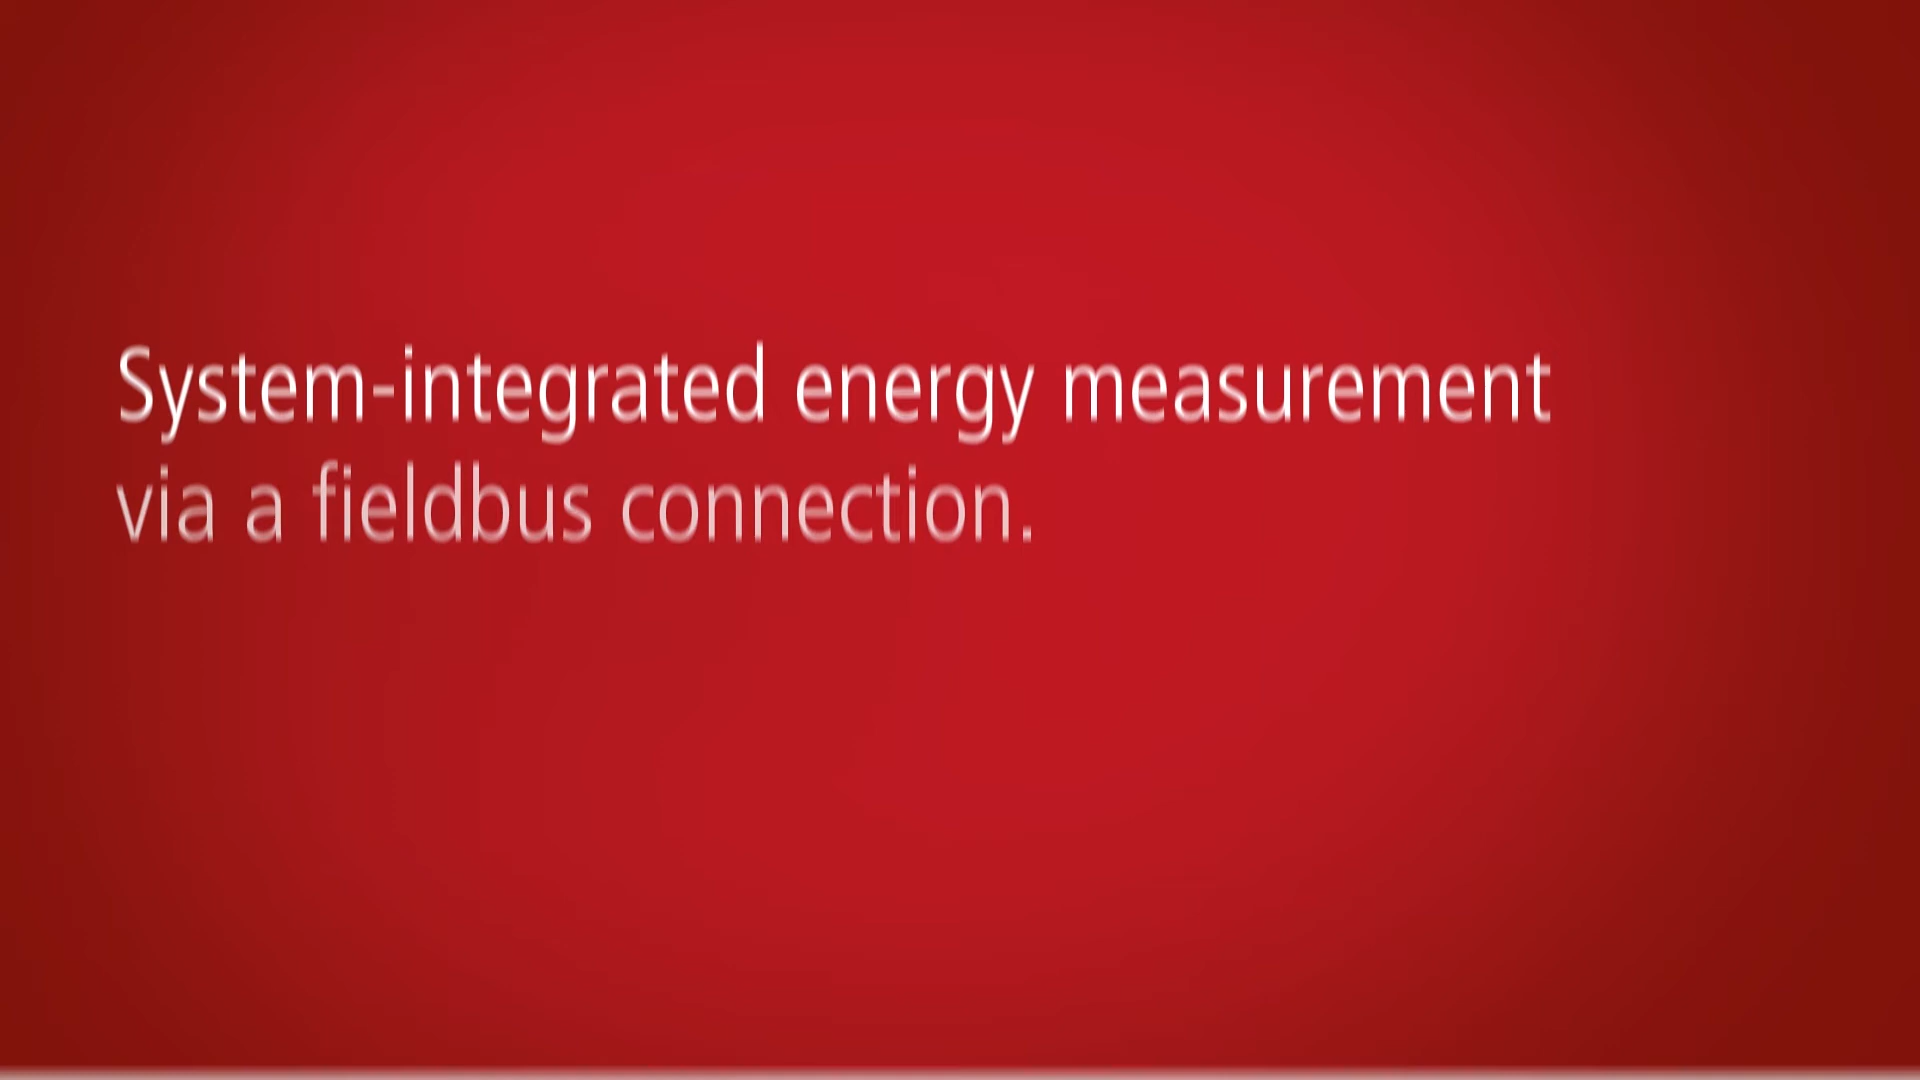 System-integrated energy measurement
via a fieldbus connection.